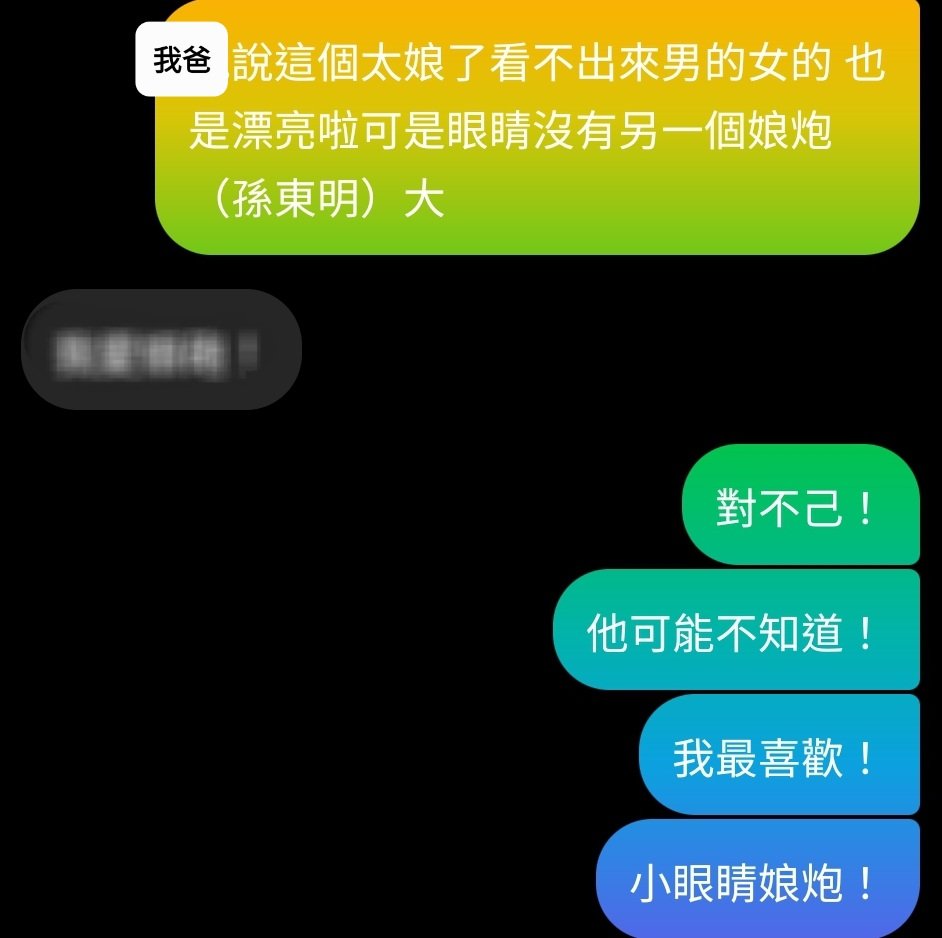 我爸
說這個太娘了看不出來男的女的 也
是漂亮啦可是眼睛沒有另一個娘炮
（孫東明）大
對不己！
他可能不知道！
我最喜歡！
小眼睛娘炮！